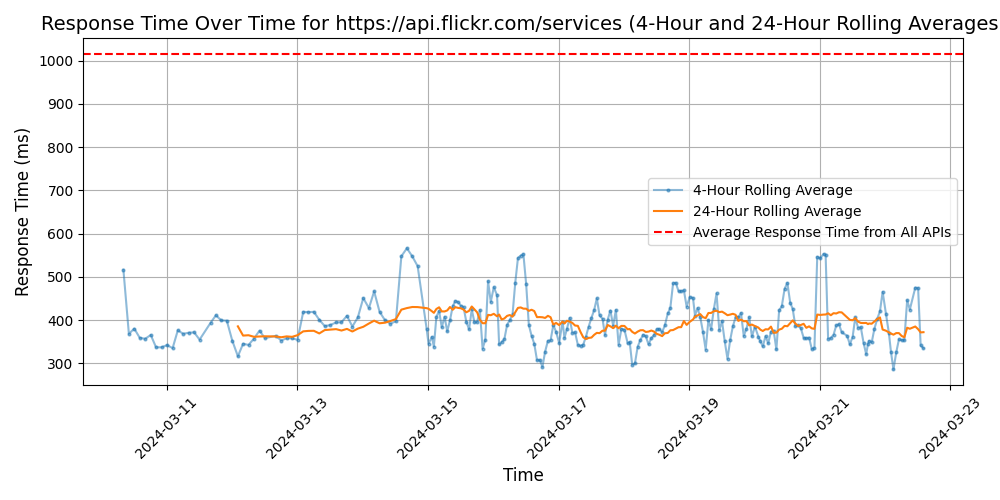 Response Time Over Time for https://api.flickr.com/services (4-Hour and 24-Hour Rolling Averages
Response Time (ms)
1000
900
800
700
600
500
400
300
4-Hour Rolling Average
24-Hour Rolling Average
Average Response Time from All APIs
2024-03-11
2024-03-13
2024-03-15
2024-03-17
2024-03-19
2024-03-21
2024-03-23
Time